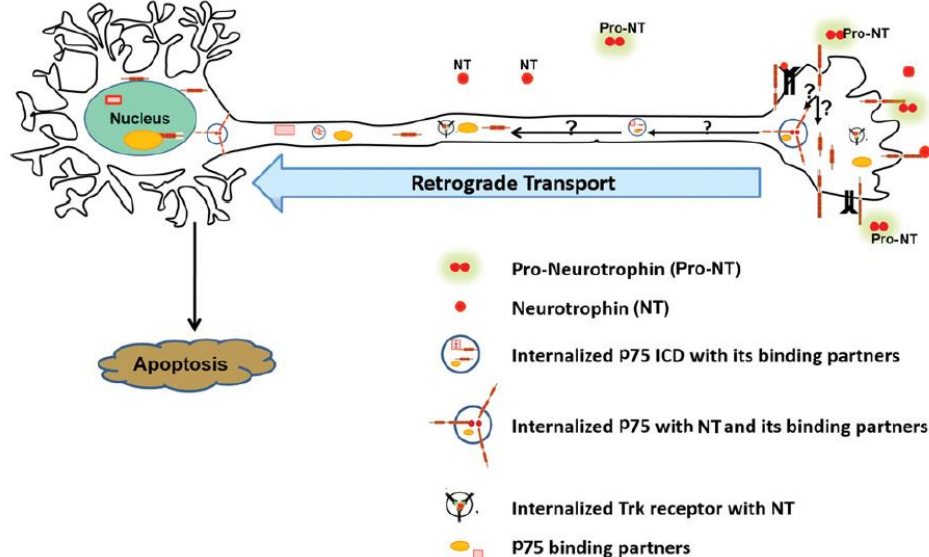 Pro-NT
Pro-NT
NT
NT
Nucleus
?
?
?
?
Retrograde Transport
Pro-NT
Pro-Neurotrophin (Pro-NT)
Neurotrophin (NT)
Internalized P75 ICD with its binding partners
Apoptosis
Internalized P75 with NT and its binding partners
Internalized Trk receptor with NT
P75 binding partners